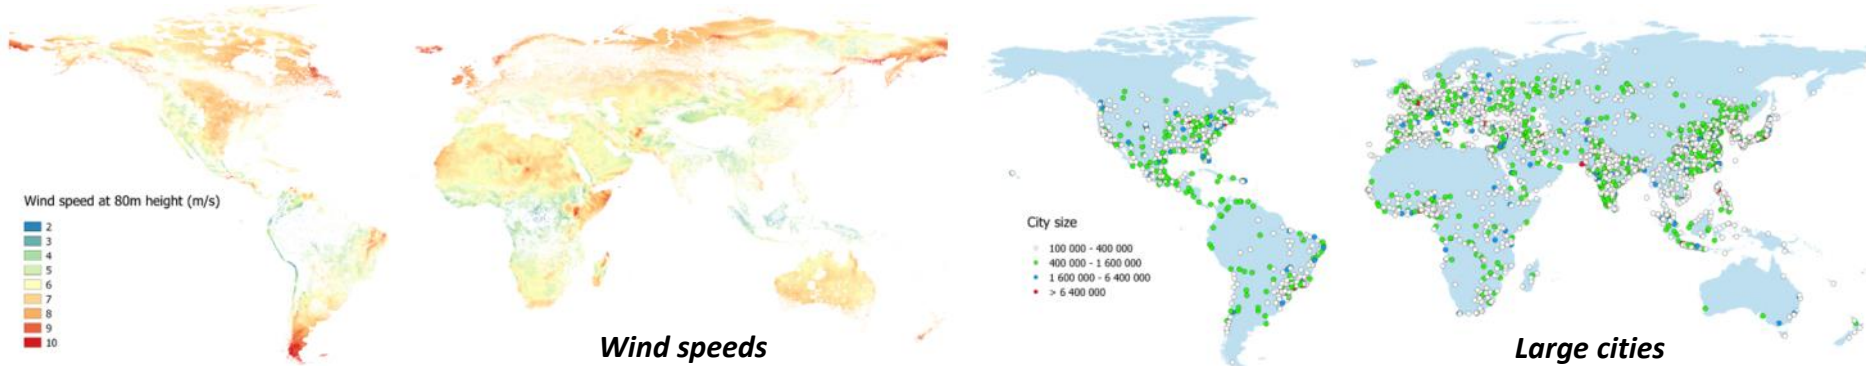 Wind speed at 80m height (m/s)
2
3
4
5
6
7
8
9
10
Wind speeds
City size
100 000 - 400 000
400 000 - 1 600 000
1 600 000 - 6 400 000
> 6 400 000
Large cities